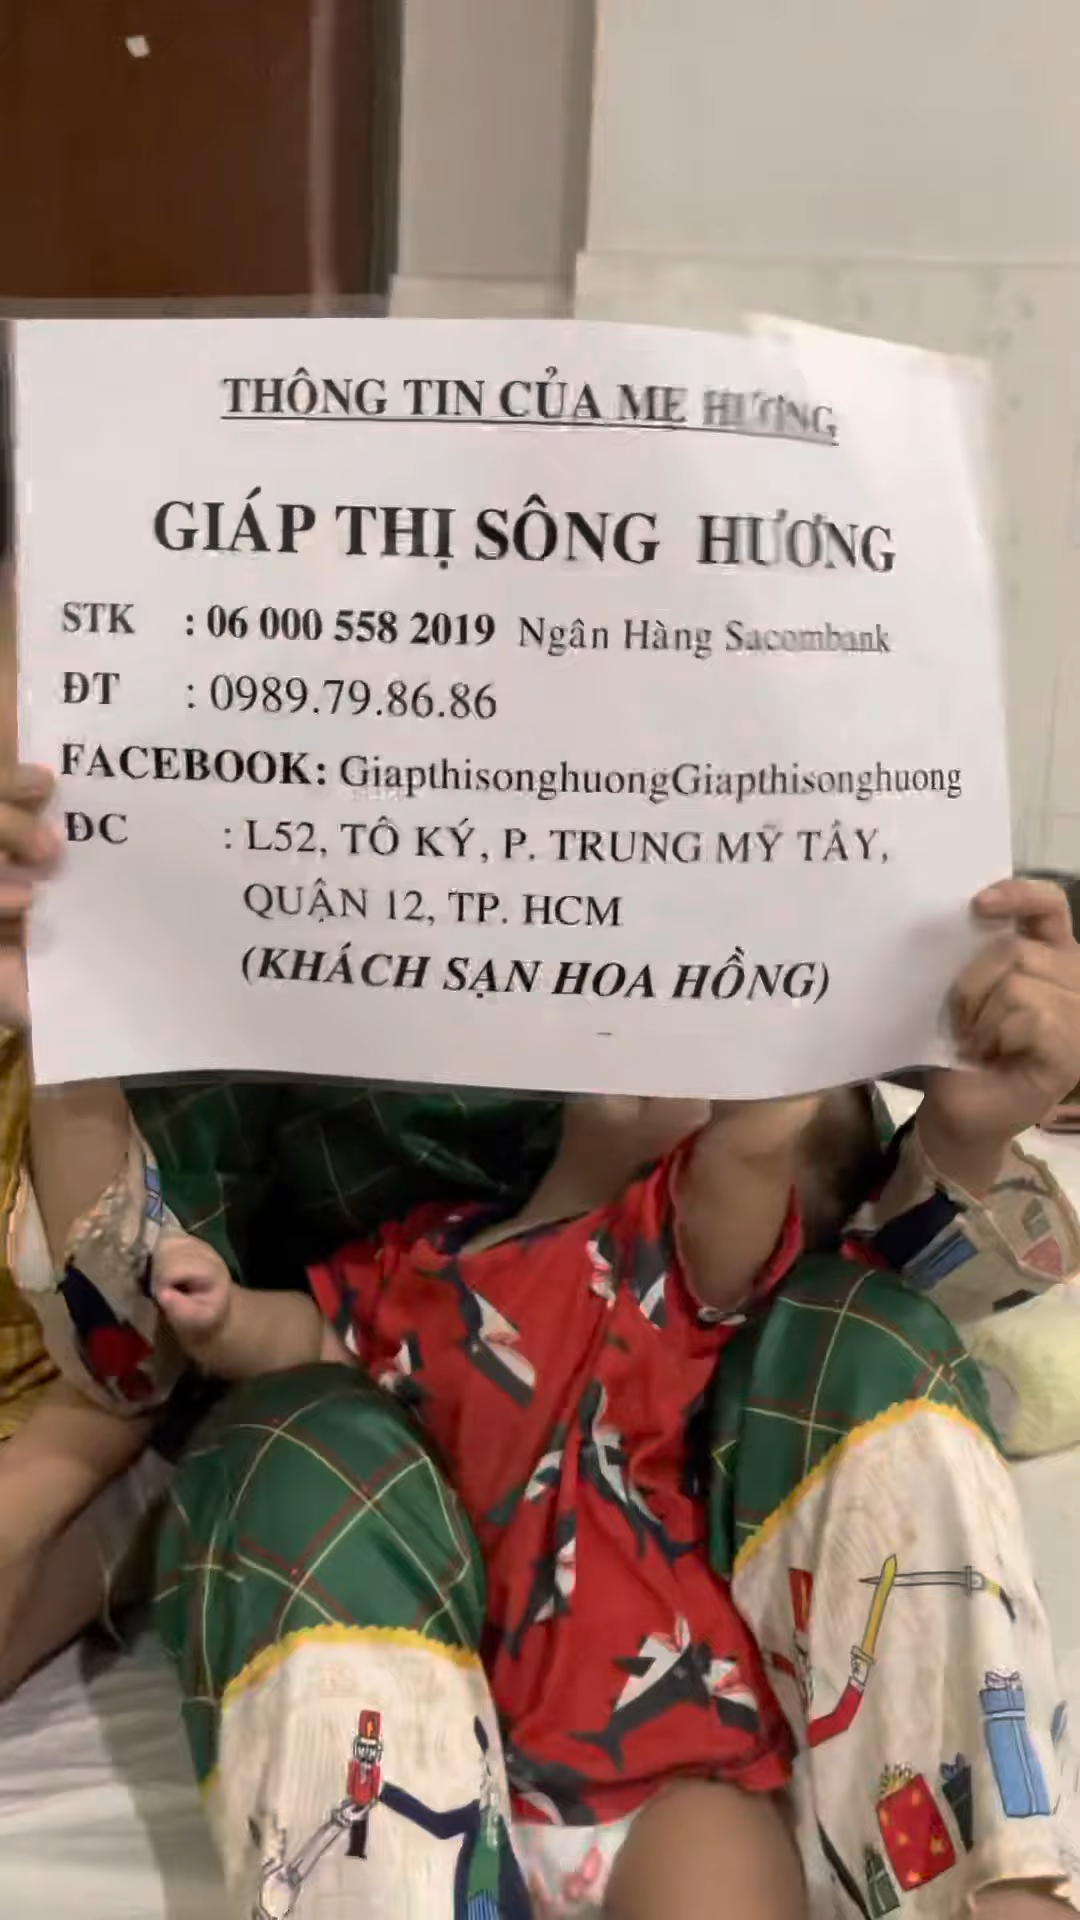 THÔNG TIN CỦA MẸ HƯƠNG
GIÁP THỊ SÔNG HƯƠNG
STK : 06 000 558 2019 Ngân Hàng Sacombank
ĐT : 0989.79.86.86
FACEBOOK: GiapthisonghuongGiapthisonghuong
ĐC : L52, TÔ KÝ, P. TRUNG MỸ TÂY,
QUẬN 12, TP. HCM
(KHÁCH SẠN HOA HỒNG)